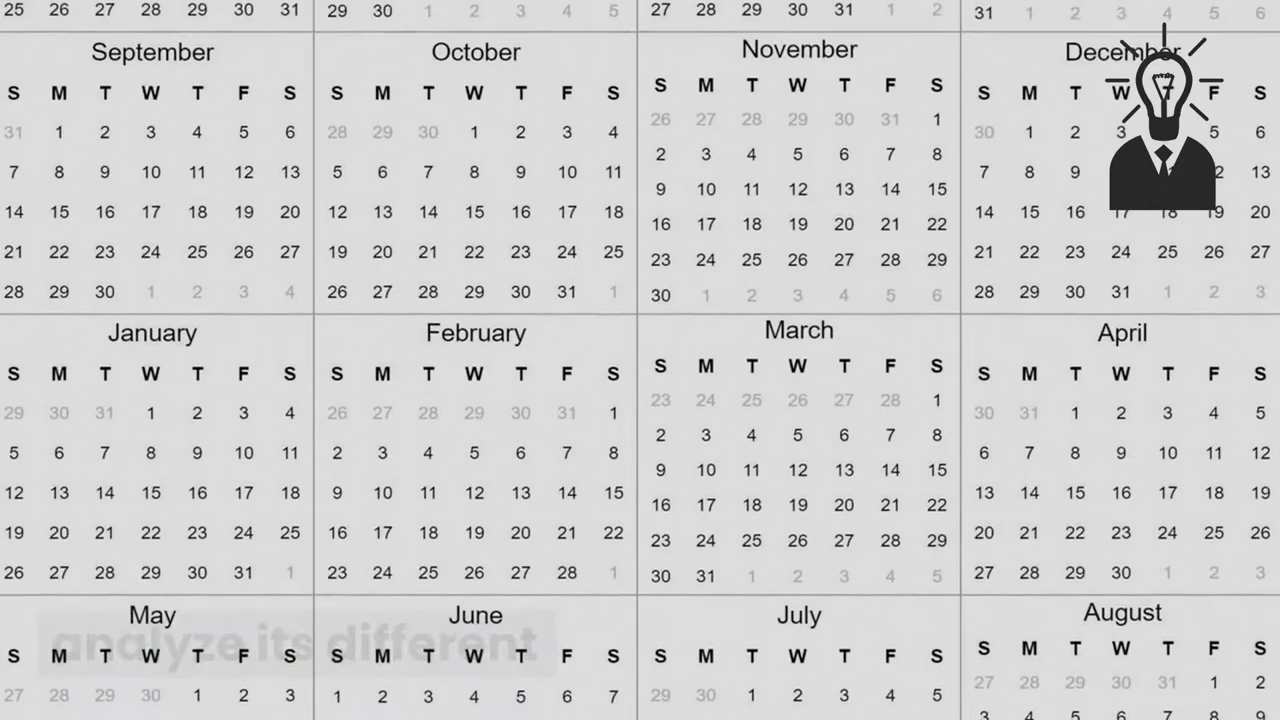 25 26 27 28 29 30 31
29 30 1 2 3 4 5
27 28 29 30 31 1 2
31 1 2 3 4 5 6
September
S M T W T F S
31 1 2 3 4 5 6
7 8 9 10 11 12 13
14 15 16 17 18 19 20
21 22 23 24 25 26 27
28 29 30 1 2 3 4
October
S M T W T F S
28 29 30 1 2 3 4
5 6 7 8 9 10 11
12 13 14 15 16 17 18
19 20 21 22 23 24 25
26 27 28 29 30 31 1
November
S M T W T F S
26 27 28 29 30 31 1
2 3 4 5 6 7 8
9 10 11 12 13 14 15
16 17 18 19 20 21 22
23 24 25 26 27 28 29
30 1 2 3 4 5 6
December
S M T W T F S
30 1 2 3 5 6
7 8 9 13
14 15 16 17 18 19 20
21 22 23 24 25 26 27
28 29 30 31 1 2 3
January
S M T W T F S
29 30 31 1 2 3 4
5 6 7 8 9 10 11
12 13 14 15 16 17 18
19 20 21 22 23 24 25
26 27 28 29 30 31 1
February
S M T W T F S
26 27 28 29 30 31 1
2 3 4 5 6 7 8
9 10 11 12 13 14 15
16 17 18 19 20 21 22
23 24 25 26 27 28 1
March
S M T W T F S
23 24 25 26 27 28 1
2 3 4 5 6 7 8
9 10 11 12 13 14 15
16 17 18 19 20 21 22
23 24 25 26 27 28 29
30 31 1 2 3 4 5
April
S M T W T F S
30 31 1 2 3 4 5
6 7 8 9 10 11 12
13 14 15 16 17 18 19
20 21 22 23 24 25 26
27 28 29 30 1 2 3
May
S M T W T F S
27 28 29 30 1 2 3
June
S M T W T F S
1 2 3 4 5 6 7
analyze its different
July
S M T W T F S
29 30 1 2 3 4 5
August
S M T W T F S
27 28 29 30 31 1 2
3 4 5 6 7 8 9